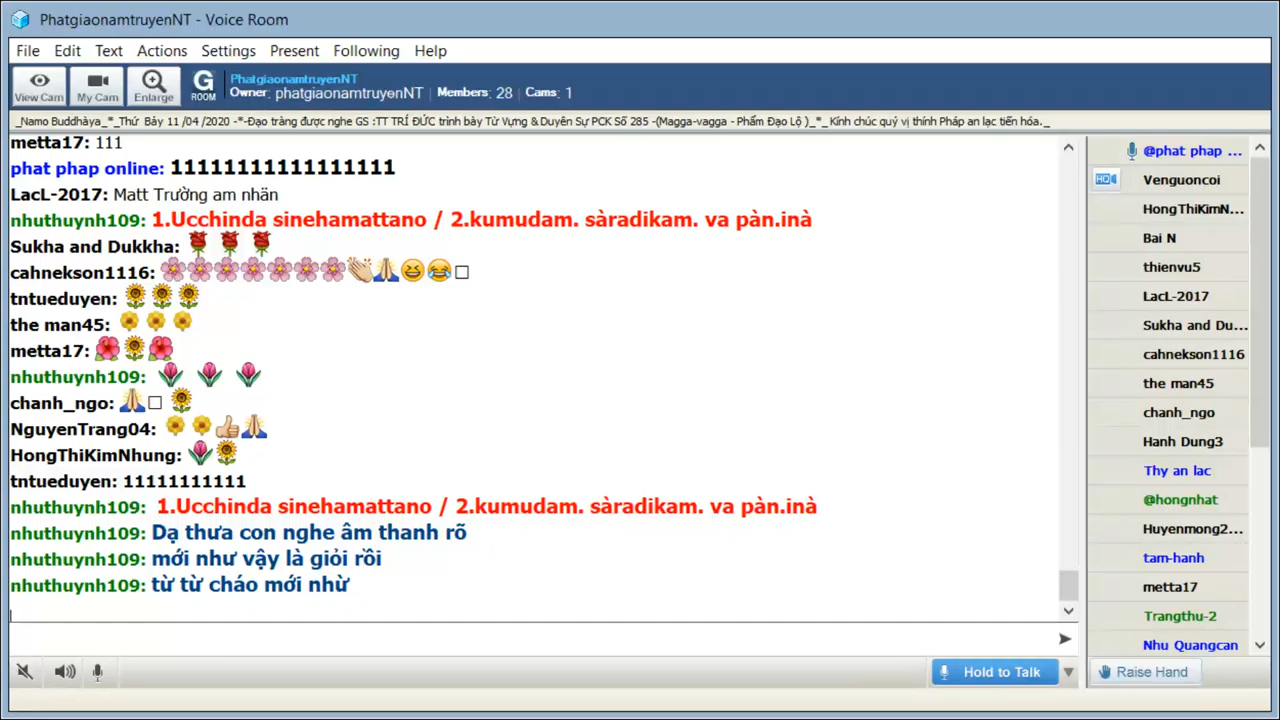 PhatgiaonamtruyenNT - Voice Room
File Edit Text Actions Settings Present Following Help
View Cam My Cam Enlarge G ROOM PhatgiaonamtruyenNT
Owner: phatgiaonamtruyenNT Members: 28 Cams: 1
_Namo Buddhàya_*_Thứ Bảy 11 /04 /2020 -*-Đạo tràng được nghe GS :TT TRÍ ĐỨC trình bày Từ Vựng & Duyên Sự PCK Số 285 -(Magga-vagga - Phẩm Đạo Lộ )_*_ Kính chúc quý vị thính Pháp an lạc tiến hóa._
metta17: 111
phat phap online: 11111111111111111
LacL-2017: Matt Trường am nhän
nhuthuynh109: 1.Ucchinda sinehamattano / 2.kumudam. sàradikam. va pàn.inà
Sukha and Dukkha: 🌹 🌹 🌹
cahnekson1116: 🌸🌸🌸🌸🌸🌸🌸👏🙏😆😂□
tntueduyen: 🌻 🌻 🌻
the man45: 🌼 🌼 🌼
metta17: 🌺🌻🌺
nhuthuynh109: 🌷 🌷 🌷
chanh_ngo: 🙏□ 🌻
NguyenTrang04: 🌼 🌼👍🙏
HongThiKimNhung: 🌷🌻
tntueduyen: 11111111111
nhuthuynh109: 1.Ucchinda sinehamattano / 2.kumudam. sàradikam. va pàn.inà
nhuthuynh109: Dạ thưa con nghe âm thanh rõ
nhuthuynh109: mới như vậy là giỏi rồi
nhuthuynh109: từ từ cháo mới nhừ
@phat phap ...
Venguoncoi
HongThiKimN...
Bai N
thienvu5
LacL-2017
Sukha and Du...
cahnekson1116
the man45
chanh_ngo
Hanh Dung3
Thy an lac
@hongnhat
Huyenmong2...
tam-hanh
metta17
Trangthu-2
Nhu Quangcan
Hold to Talk
Raise Hand